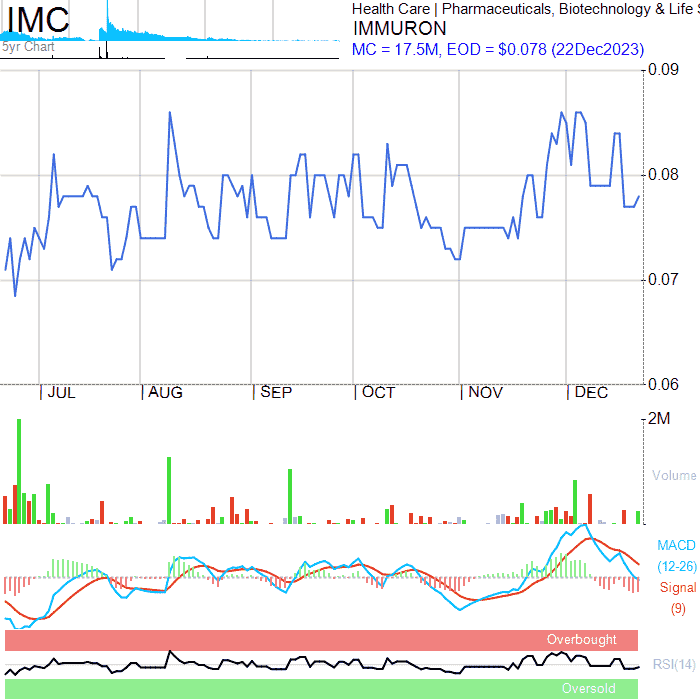 IMC
Health Care | Pharmaceuticals, Biotechnology & Life S
IMMURON
5yr Chart
MC = 17.5M, EOD = $0.078 (22Dec2023)
0.09
0.08
0.07
0.06
| JUL | AUG | SEP | OCT | NOV | DEC
2M
Volume
MACD
(12-26)
Signal
(9)
Overbought
RSI(14)
Oversold